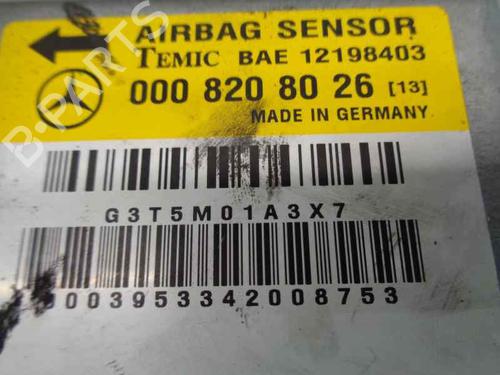 AIRBAG SENSOR
TEMIC BAE 12198403
000 820 80 26 [13]
MADE IN GERMANY
B-PARTS
G3T5M01A3X7
0003953342008753